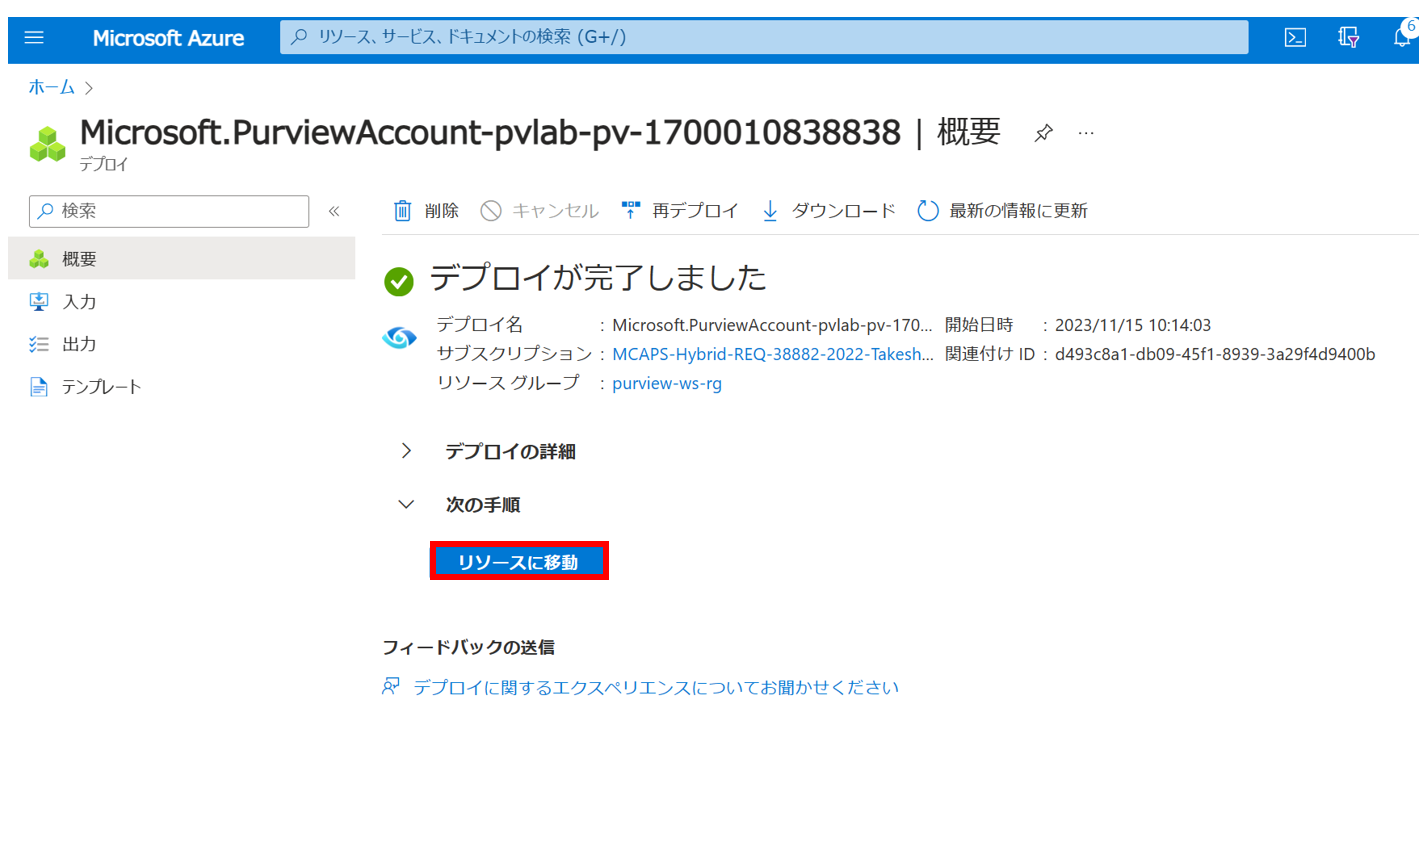 Microsoft Azure
リソース、サービス、ドキュメントの検索 (G+/)
6
ホーム
Microsoft.PurviewAccount-pvlab-pv-1700010838838 | 概要
デプロイ
検索
概要
入力
出力
テンプレート
削除 キャンセル 再デプロイ ダウンロード 最新の情報に更新
デプロイが完了しました
デプロイ名 : Microsoft.PurviewAccount-pvlab-pv-170... 開始日時 : 2023/11/15 10:14:03
サブスクリプション : MCAPS-Hybrid-REQ-38882-2022-Takesh... 関連付け ID : d493c8a1-db09-45f1-8939-3a29f4d9400b
リソース グループ : purview-ws-rg
デプロイの詳細
次の手順
リソースに移動
フィードバックの送信
デプロイに関するエクスペリエンスについてお聞かせください